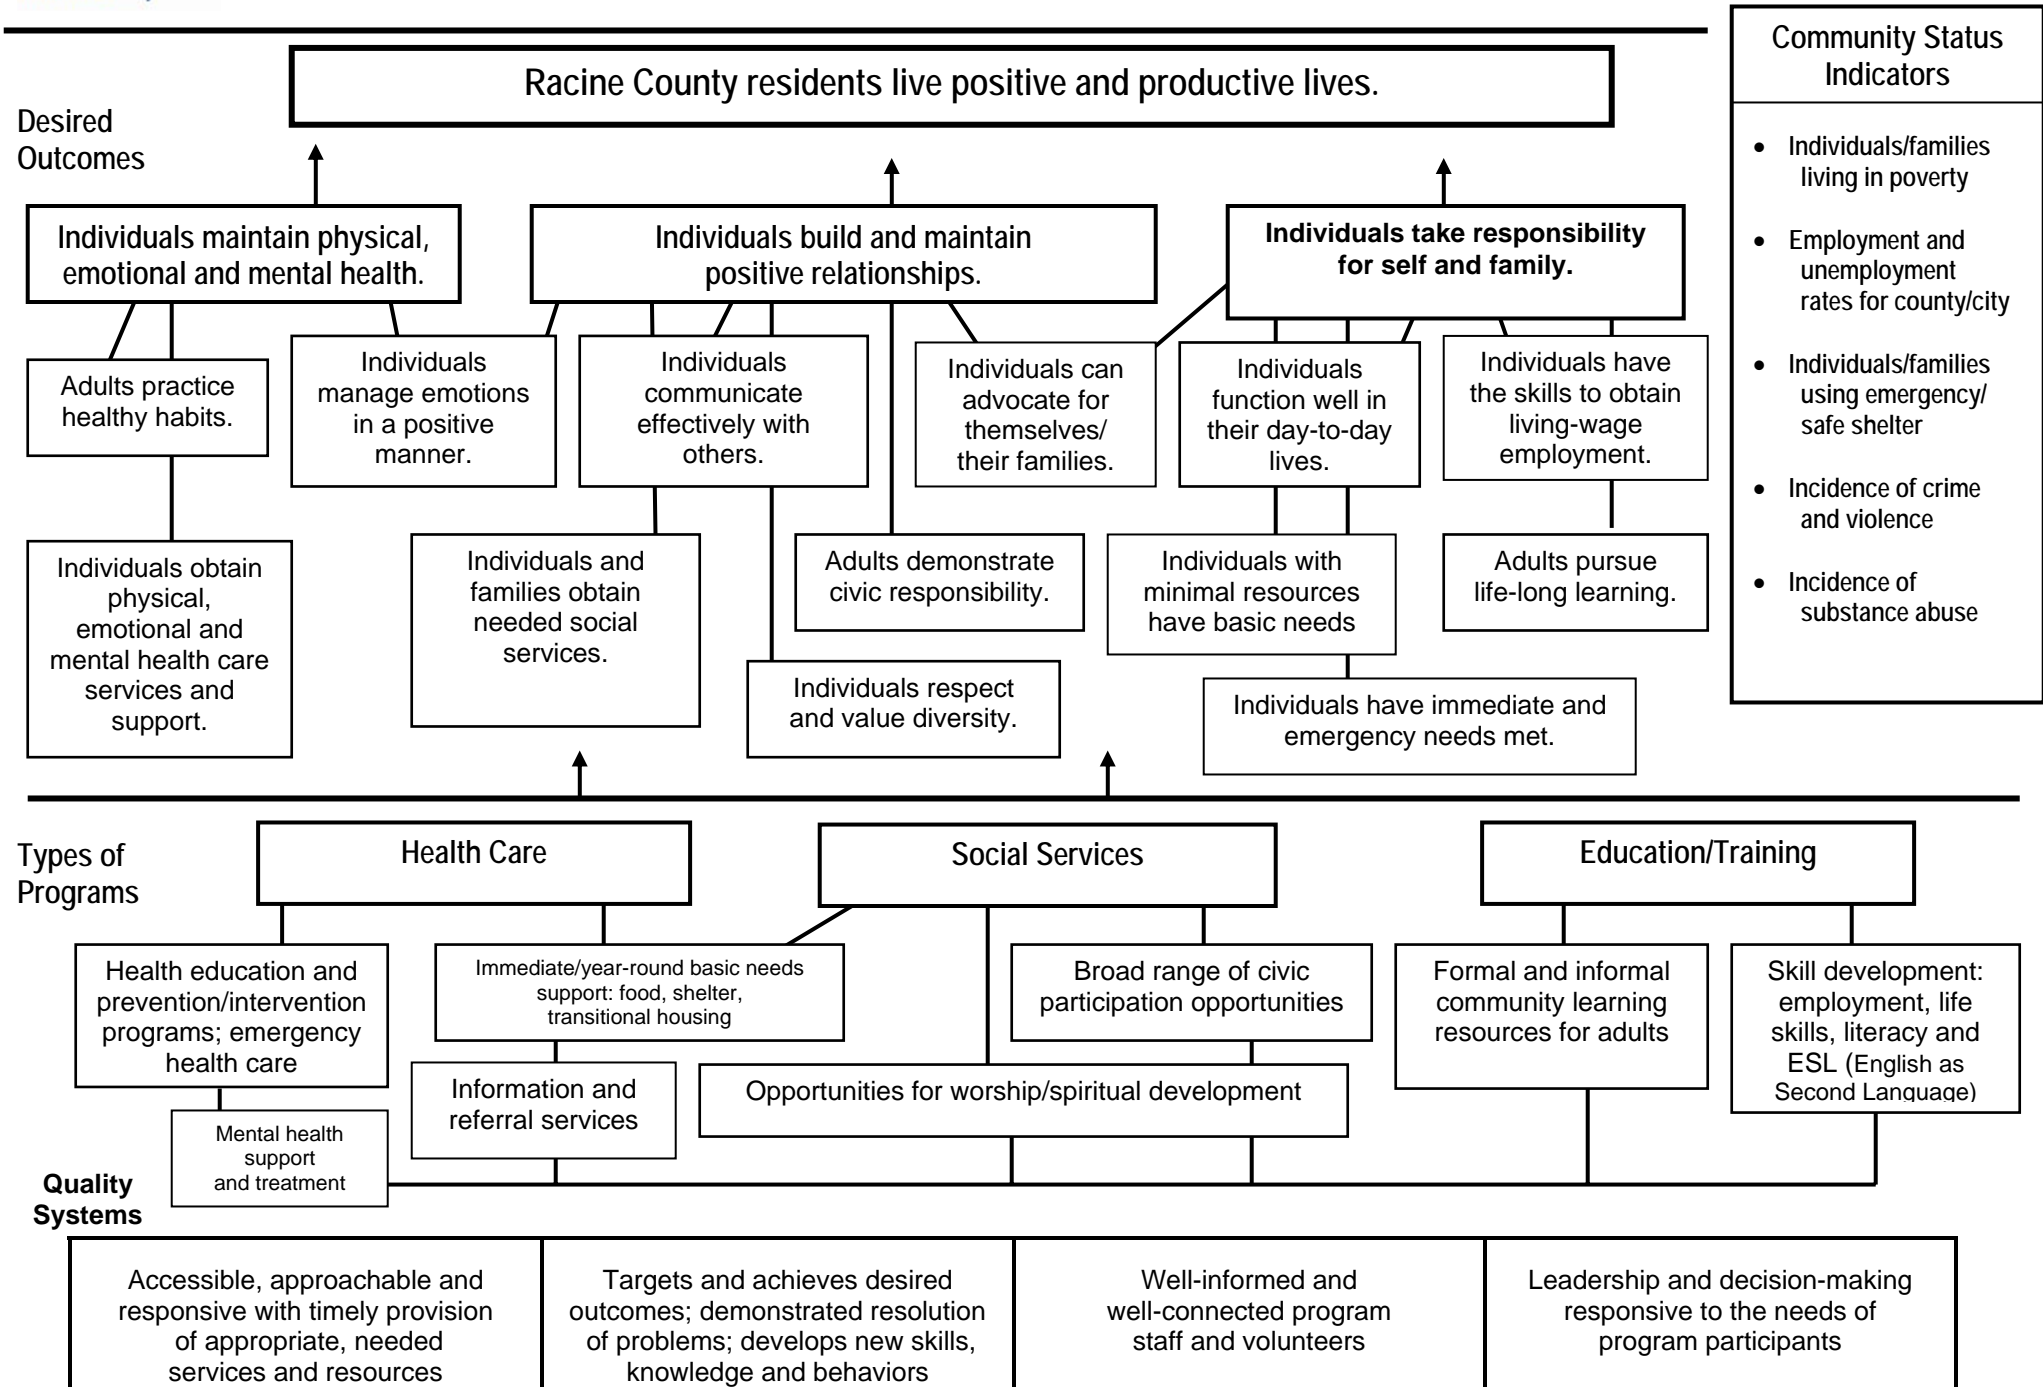 Community Status
Indicators
Racine County residents live positive and productive lives.
Desired
Outcomes
• Individuals/families
living in poverty
• Employment and
unemployment
rates for county/city
• Individuals/families
using emergency/
safe shelter
• Incidence of crime
and violence
• Incidence of
substance abuse
Individuals maintain physical,
emotional and mental health.
Individuals build and maintain
positive relationships.
Individuals take responsibility
for self and family.
Adults practice
healthy habits.
Individuals
manage emotions
in a positive
manner.
Individuals
communicate
effectively with
others.
Individuals can
advocate for
themselves/
their families.
Individuals
function well in
their day-to-day
lives.
Individuals have
the skills to obtain
living-wage
employment.
Individuals obtain
physical,
emotional and
mental health care
services and
support.
Individuals and
families obtain
needed social
services.
Adults demonstrate
civic responsibility.
Individuals with
minimal resources
have basic needs
Adults pursue
life-long learning.
Individuals respect
and value diversity.
Individuals have immediate and
emergency needs met.
Types of
Programs
Health Care
Social Services
Education/Training
Health education and
prevention/intervention
programs; emergency
health care
Immediate/year-round basic needs
support: food, shelter,
transitional housing
Broad range of civic
participation opportunities
Formal and informal
community learning
resources for adults
Skill development:
employment, life
skills, literacy and
ESL (English as
Second Language)
Information and
referral services
Opportunities for worship/spiritual development
Mental health
support
and treatment
Quality
Systems
Accessible, approachable and
responsive with timely provision
of appropriate, needed
services and resources
Targets and achieves desired
outcomes; demonstrated resolution
of problems; develops new skills,
knowledge and behaviors
Well-informed and
well-connected program
staff and volunteers
Leadership and decision-making
responsive to the needs of
program participants